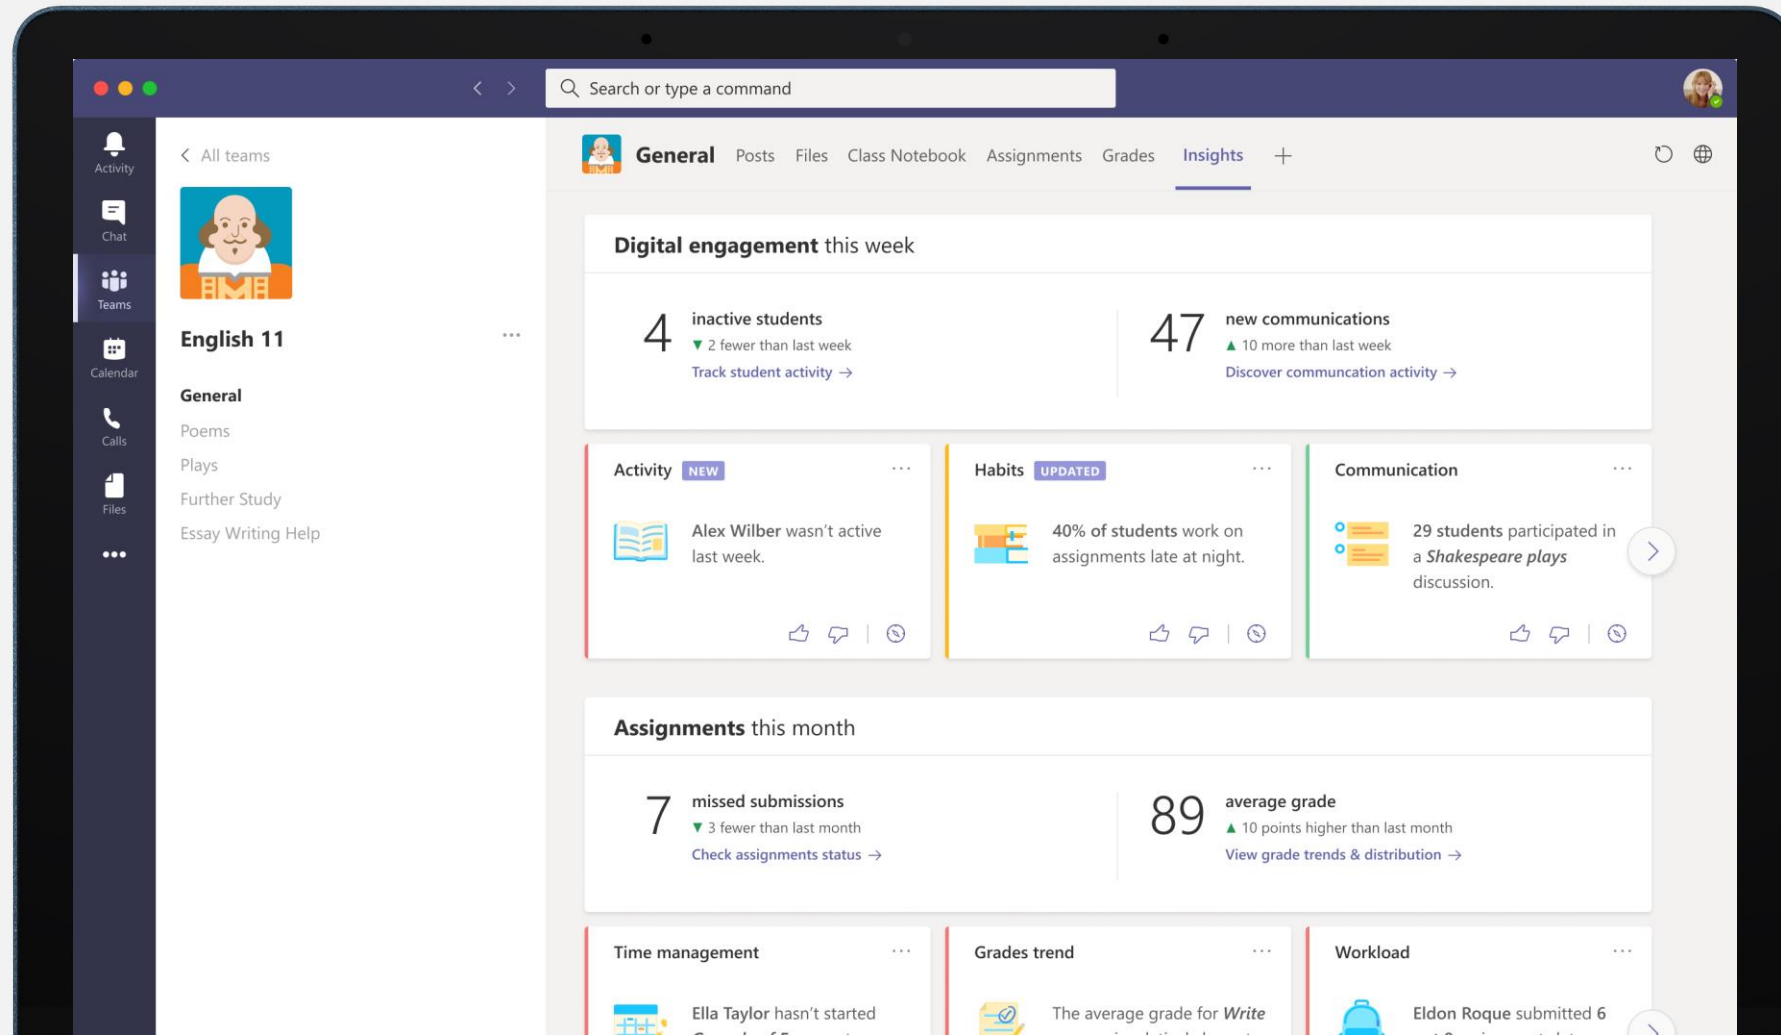 Search or type a command
Activity
Chat
Teams
Calendar
Calls
Files
All teams
English 11
General
Poems
Plays
Further Study
Essay Writing Help
General Posts Files Class Notebook Assignments Grades Insights
Digital engagement this week
4 inactive students
2 fewer than last week
Track student activity →
47 new communications
10 more than last week
Discover communcation activity →
Activity NEW
Alex Wilber wasn't active
last week.
Habits UPDATED
40% of students work on
assignments late at night.
Communication
29 students participated in
a Shakespeare plays
discussion.
Assignments this month
7 missed submissions
3 fewer than last month
Check assignments status →
89 average grade
10 points higher than last month
View grade trends & distribution →
Time management
Ella Taylor hasn't started
Grades trend
The average grade for Write
Workload
Eldon Roque submitted 6